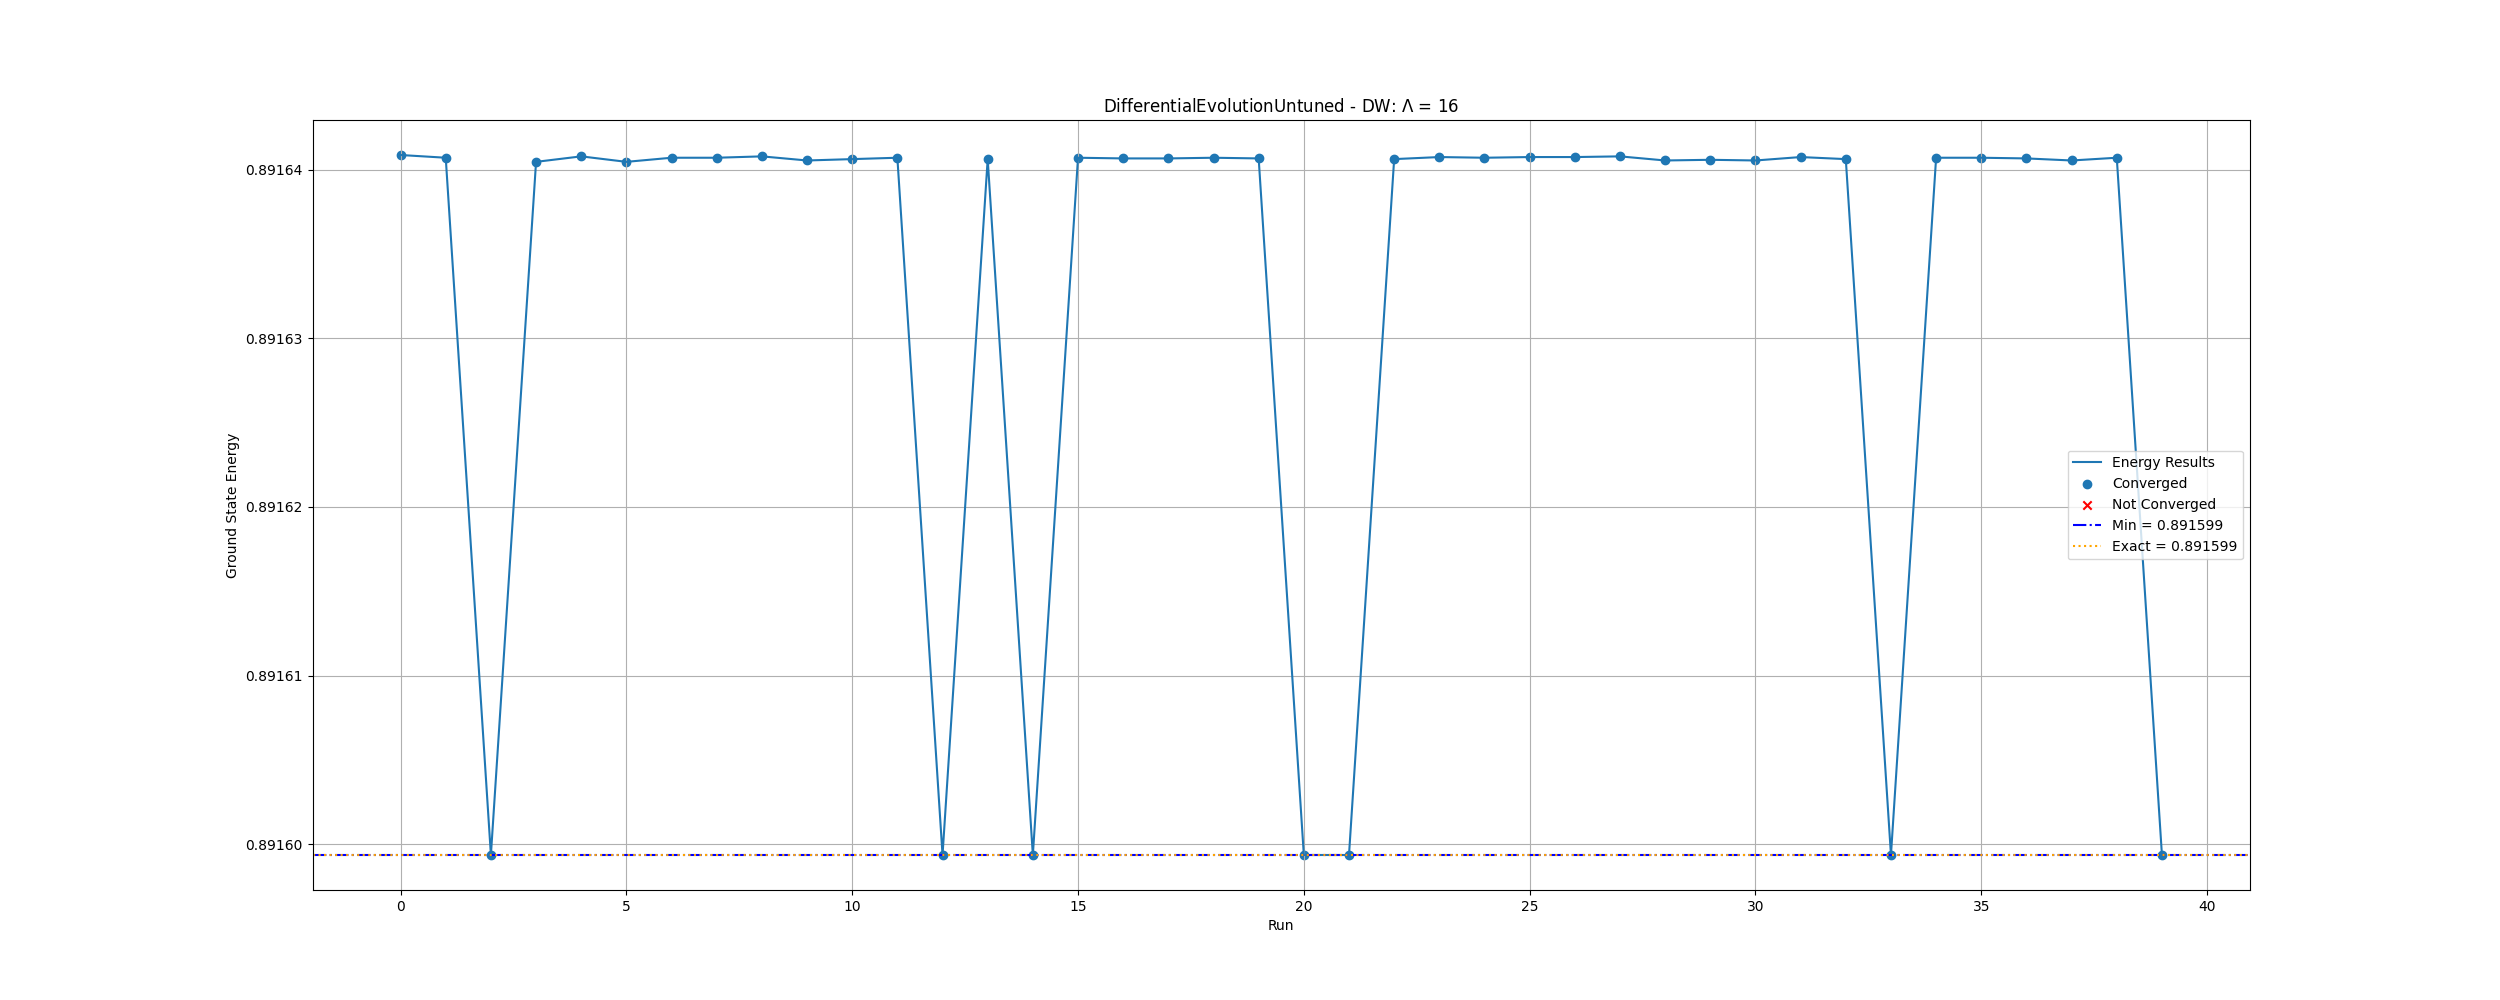 DifferentialEvolutionUntuned - DW: Λ = 16
Ground State Energy
0.89164
0.89163
0.89162
0.89161
0.89160
Energy Results
Converged
Not Converged
Min = 0.891599
Exact = 0.891599
0 5 10 15 20 25 30 35 40
Run